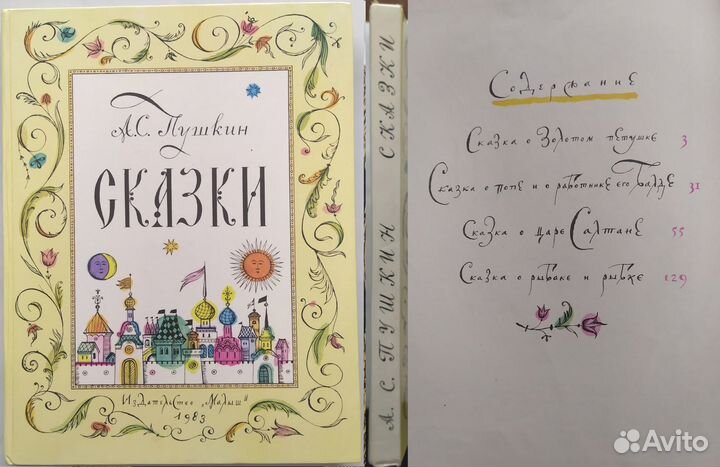 А.С. Пушкин
СКАЗКИ
Издательство „Малыш"
1983
А. С. ПУШКИН СКАЗКИ
Содержание
Сказка о Золотом петушке 3
Сказка о попе и о работнике его Балде 31
Сказка о царе Салтане 55
Сказка о рыбаке и рыбке 129
Avito